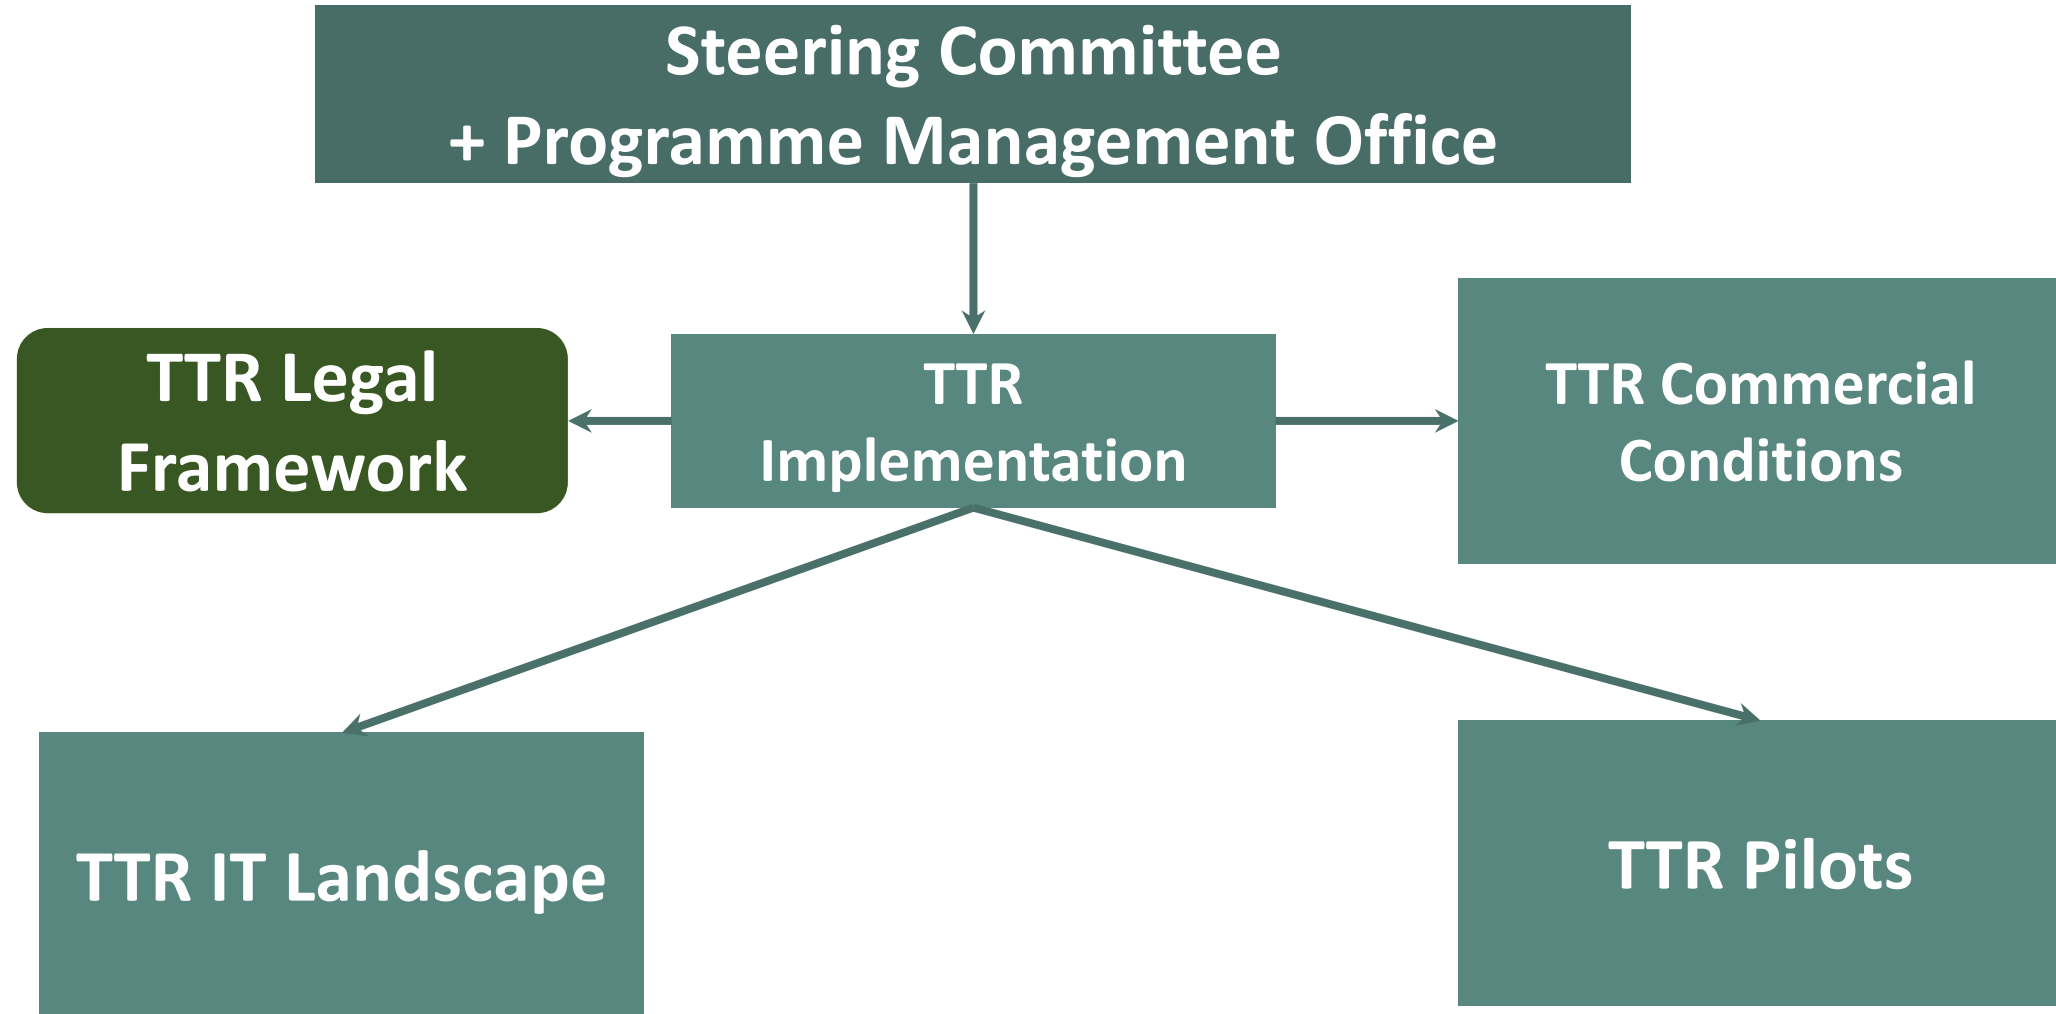 Steering Committee
+ Programme Management Office
TTR Legal
Framework
TTR
Implementation
TTR Commercial
Conditions
TTR IT Landscape
TTR Pilots